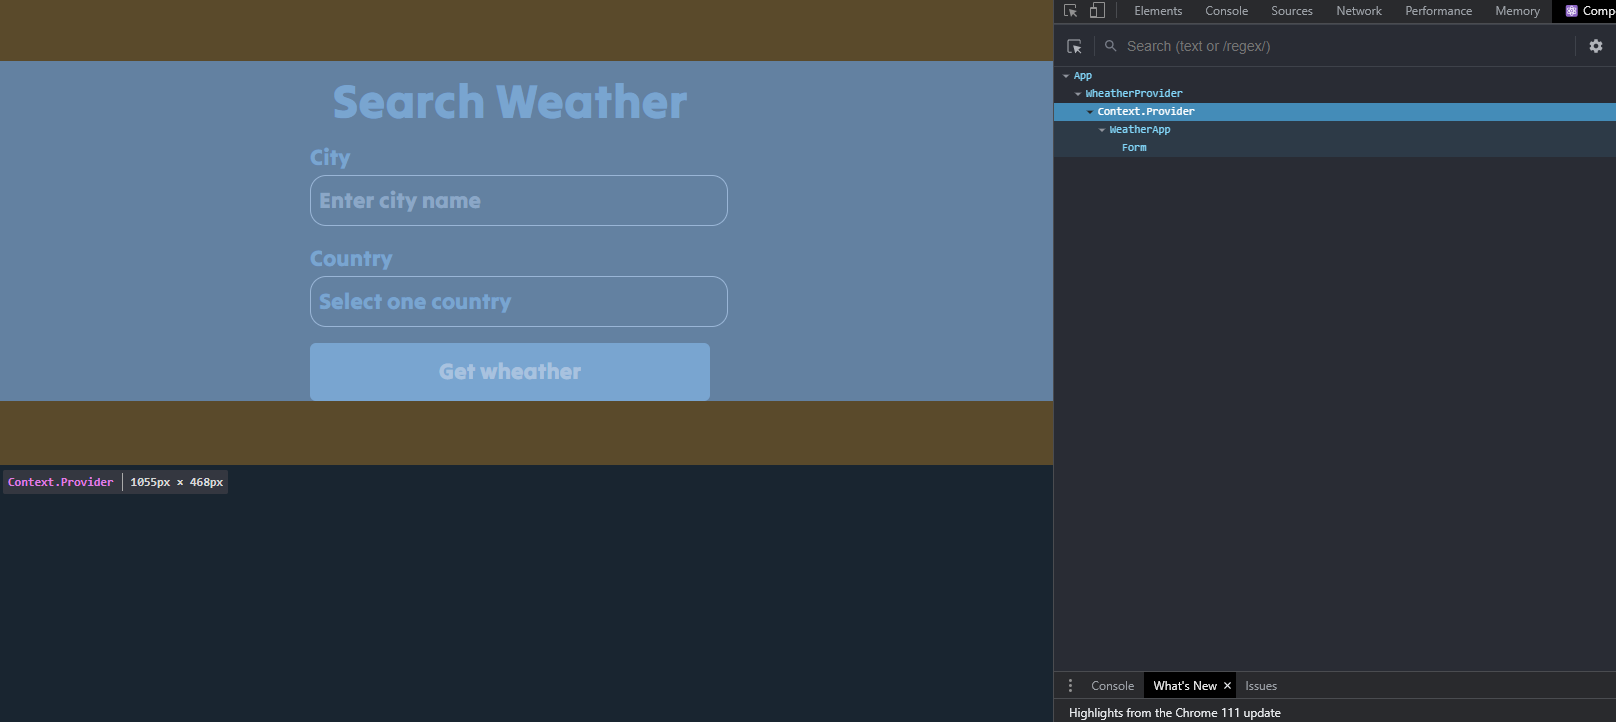 Search Weather
City
Enter city name
Country
Select one country
Get wheather
Context.Provider 1055px × 468px
Elements Console Sources Network Performance Memory
Search (text or /regex/)
App
WheatherProvider
Context.Provider
WeatherApp
Form
Console What's New × Issues
Highlights from the Chrome 111 update